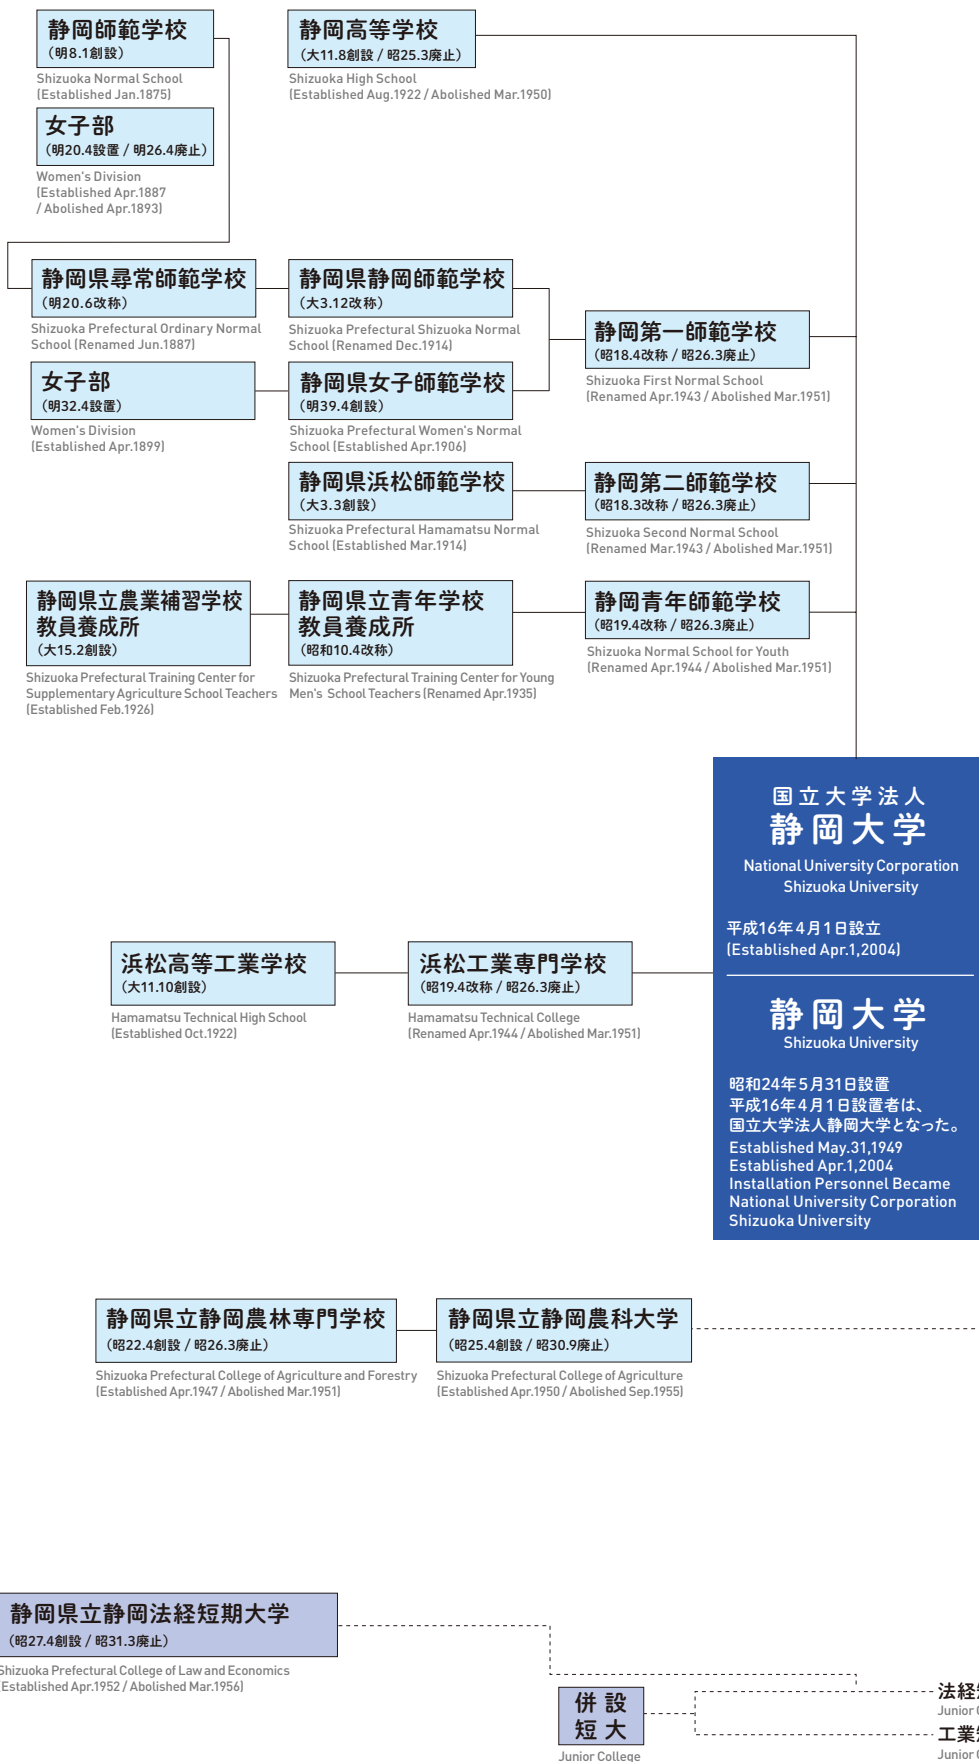 静岡師範学校
(明8.1創設)
Shizuoka Normal School
(Established Jan.1875)
女子部
(明20.4設置 / 明26.4廃止)
Women's Division
(Established Apr.1887
/ Abolished Apr.1893)
静岡高等学校
(大11.8創設 / 昭25.3廃止)
Shizuoka High School
(Established Aug.1922 / Abolished Mar.1950)
静岡県尋常師範学校
(明20.6改称)
Shizuoka Prefectural Ordinary Normal
School (Renamed Jun.1887)
静岡県静岡師範学校
(大3.12改称)
Shizuoka Prefectural Shizuoka Normal
School (Renamed Dec.1914)
静岡第一師範学校
(昭18.4改称 / 昭26.3廃止)
Shizuoka First Normal School
(Renamed Apr.1943 / Abolished Mar.1951)
女子部
(明32.4設置)
Women's Division
(Established Apr.1899)
静岡県女子師範学校
(明39.4創設)
Shizuoka Prefectural Women's Normal
School (Established Apr.1906)
静岡県浜松師範学校
(大3.3創設)
Shizuoka Prefectural Hamamatsu Normal
School (Established Mar.1914)
静岡第二師範学校
(昭18.3改称 / 昭26.3廃止)
Shizuoka Second Normal School
(Renamed Mar.1943 / Abolished Mar.1951)
静岡県立農業補習学校
教員養成所
(大15.2創設)
Shizuoka Prefectural Training Center for
Supplementary Agriculture School Teachers
(Established Feb.1926)
静岡県立青年学校
教員養成所
(昭和10.4改称)
Shizuoka Prefectural Training Center for Young
Men's School Teachers (Renamed Apr.1935)
静岡青年師範学校
(昭19.4改称 / 昭26.3廃止)
Shizuoka Normal School for Youth
(Renamed Apr.1944 / Abolished Mar.1951)
国立大学法人
静岡大学
National University Corporation
Shizuoka University
平成16年4月1日設立
(Established Apr.1,2004)
静岡大学
Shizuoka University
昭和24年5月31日設置
平成16年4月1日設置者は、
国立大学法人静岡大学となった。
Established May.31,1949
Established Apr.1,2004
Installation Personnel Became
National University Corporation
Shizuoka University
浜松高等工業学校
(大11.10創設)
Hamamatsu Technical High School
(Established Oct.1922)
浜松工業専門学校
(昭19.4改称 / 昭26.3廃止)
Hamamatsu Technical College
(Renamed Apr.1944 / Abolished Mar.1951)
静岡県立静岡農林専門学校
(昭22.4創設 / 昭26.3廃止)
Shizuoka Prefectural College of Agriculture and Forestry
(Established Apr.1947 / Abolished Mar.1951)
静岡県立静岡農科大学
(昭25.4創設 / 昭30.9廃止)
Shizuoka Prefectural College of Agriculture
(Established Apr.1950 / Abolished Sep.1955)
静岡県立静岡法経短期大学
(昭27.4創設 / 昭31.3廃止)
Shizuoka Prefectural College of Law and Economics
(Established Apr.1952 / Abolished Mar.1956)
併設
短大
Junior College
法経
Junior
工業
Junior